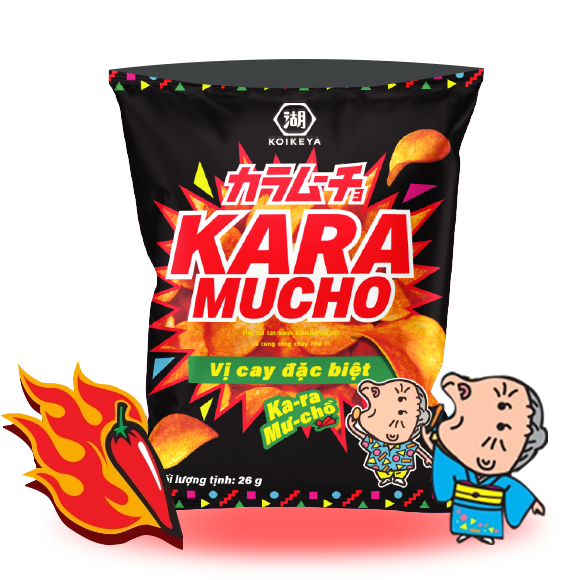 湖
KOIKEYA
カラムーチョ
KARA
MUCHO
Vị cay đặc biệt
Ka-ra
Mư-chô
lượng tịnh: 26 g